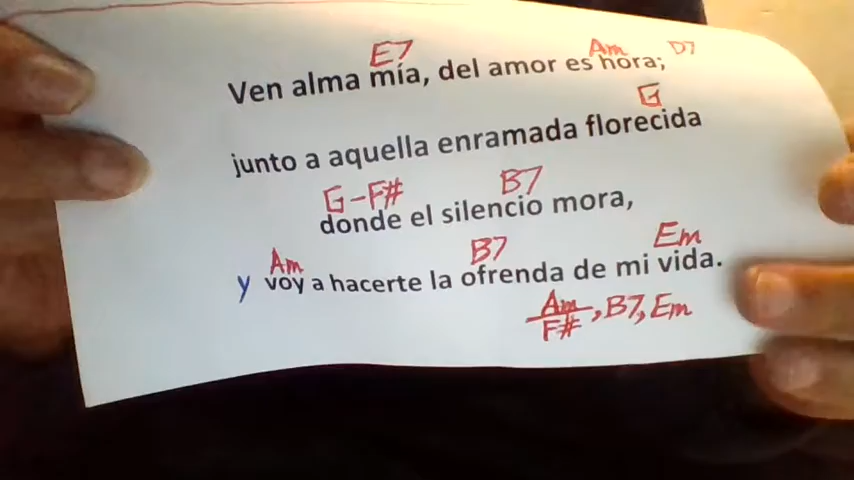 E7 Am D7
Ven alma mía, del amor es hora;
G
junto a aquella enramada florecida
G-F# B7
donde el silencio mora,
Am B7 Em
y voy a hacerte la ofrenda de mi vida.
Am/F#, B7, Em